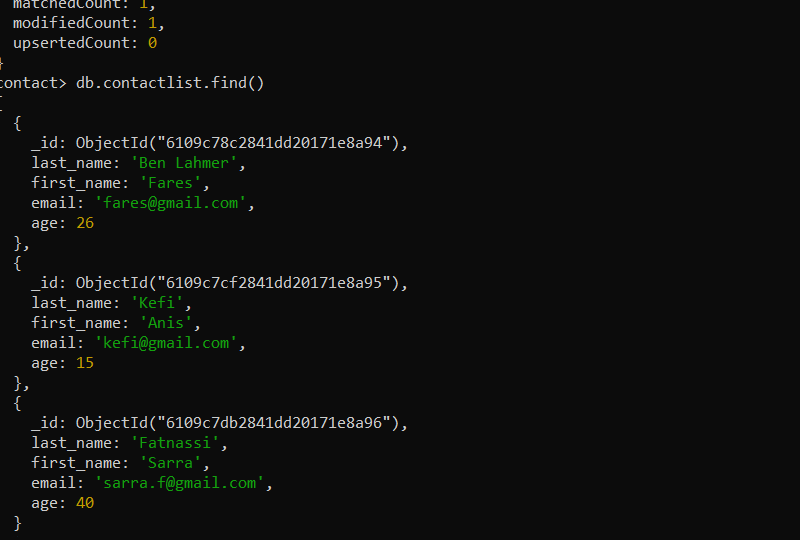 matchedCount: 1,
modifiedCount: 1,
upsertedCount: 0
}
contact> db.contactlist.find()
[
{
_id: ObjectId("6109c78c2841dd20171e8a94"),
last_name: 'Ben Lahmer',
first_name: 'Fares',
email: 'fares@gmail.com',
age: 26
},
{
_id: ObjectId("6109c7cf2841dd20171e8a95"),
last_name: 'Kefi',
first_name: 'Anis',
email: 'kefi@gmail.com',
age: 15
},
{
_id: ObjectId("6109c7db2841dd20171e8a96"),
last_name: 'Fatnassi',
first_name: 'Sarra',
email: 'sarra.f@gmail.com',
age: 40
}